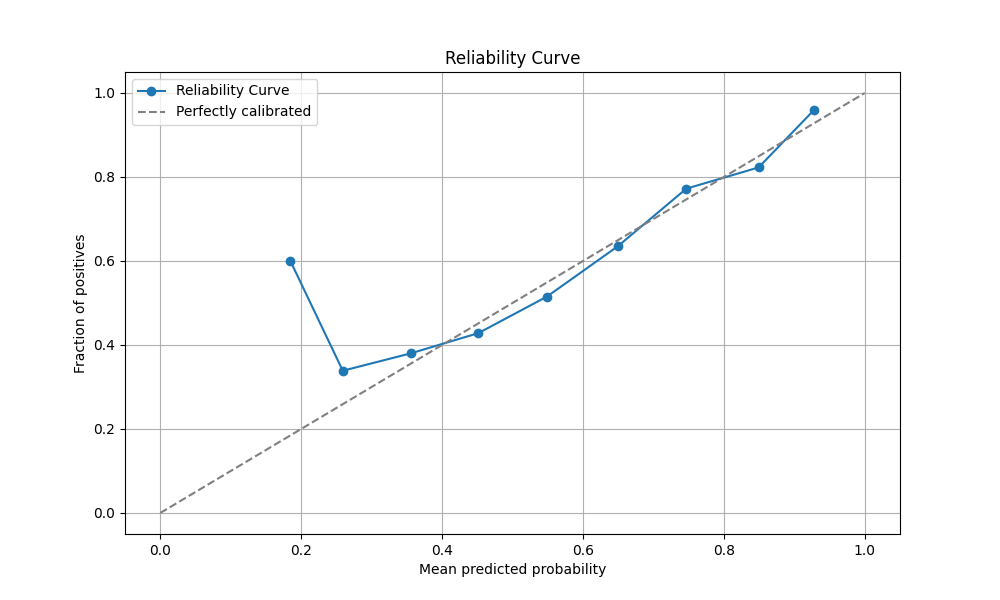 Reliability Curve
Reliability Curve
Perfectly calibrated
1.0
0.8
0.6
0.4
0.2
0.0
Fraction of positives
0.0 0.2 0.4 0.6 0.8 1.0
Mean predicted probability